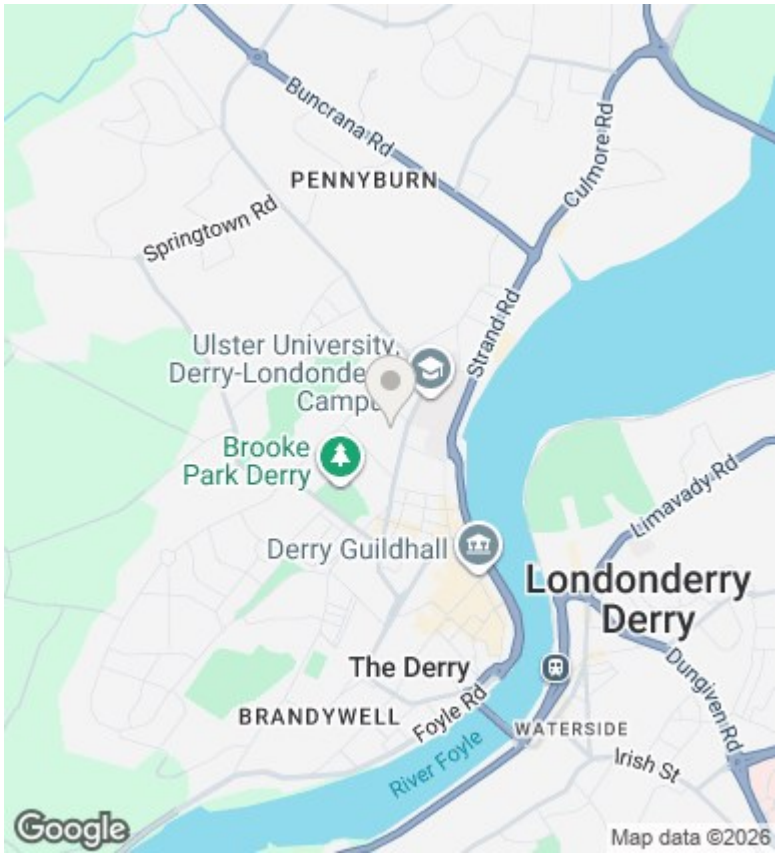 Buncrana Rd
PENNYBURN
Culmore Rd
Springtown Rd
Strand Rd
Ulster University,
Derry-Londonde
Campu
Brooke
Park Derry
Limavady Rd
Derry Guildhall
Londonderry
Derry
The Derry
Dungiven Rd
Foyle Rd
BRANDYWELL
WATERSIDE
River Foyle
Irish St
Google
Map data ©2026